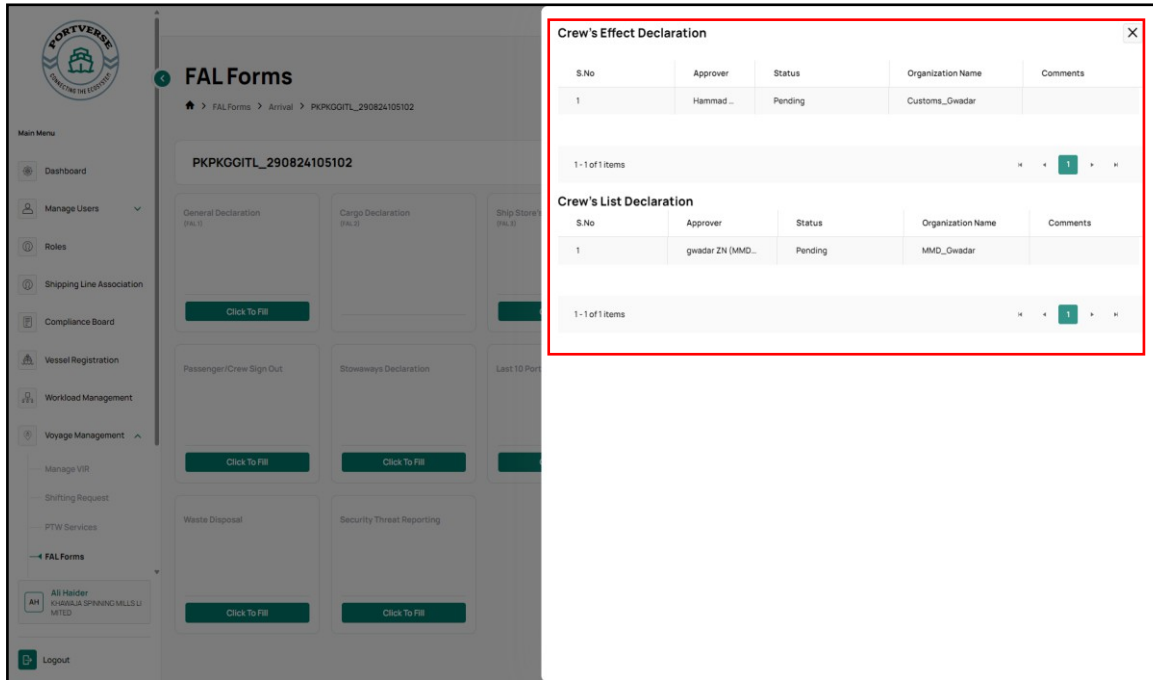 PORTVERSE
CONNECTING THE ECOSYSTEM
Main Menu
Dashboard
Manage Users
Roles
Shipping Line Association
Compliance Board
Vessel Registration
Workload Management
Voyage Management
Manage VIR
Shifting Request
PTW Services
FAL Forms
AH
Ali Haider
KHAWAJA SPINNING MILLS LI
MITED
Logout
FAL Forms
FAL Forms > Arrival > PKPKGGITL_290824105102
PKPKGGITL_290824105102
General Declaration
(FAL 1)
Click To Fill
Cargo Declaration
(FAL 2)
Ship Store's
(FAL 3)
Passenger/Crew Sign Out
Click To Fill
Stowaways Declaration
Click To Fill
Last 10 Port
Waste Disposal
Click To Fill
Security Threat Reporting
Click To Fill
Crew's Effect Declaration
S.No Approver Status Organization Name Comments
1 Hammad ... Pending Customs_Gwadar
1 - 1 of 1 items
1
Crew's List Declaration
S.No Approver Status Organization Name Comments
1 gwadar ZN (MMD... Pending MMD_Gwadar
1 - 1 of 1 items
1